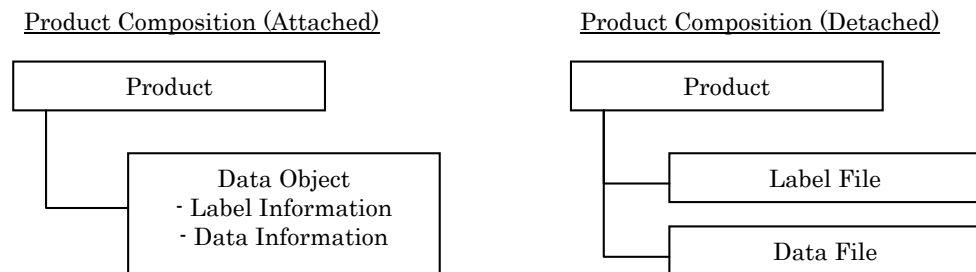 Product Composition (Attached)
Product
Data Object
- Label Information
- Data Information
Product Composition (Detached)
Product
Label File
Data File